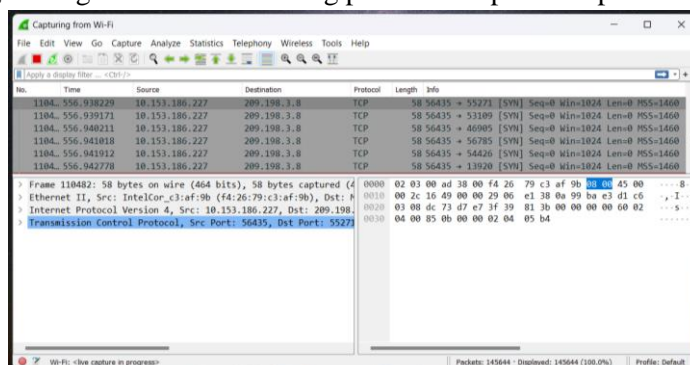 Capturing from Wi-Fi
File Edit View Go Capture Analyze Statistics Telephony Wireless Tools Help
Apply a display filter ... <Ctrl-/>
No. Time Source Destination Protocol Length Info
1104… 556.938229 10.153.186.227 209.198.3.8 TCP 58 56435 → 55271 [SYN] Seq=0 Win=1024 Len=0 MSS=1460
1104… 556.939171 10.153.186.227 209.198.3.8 TCP 58 56435 → 53109 [SYN] Seq=0 Win=1024 Len=0 MSS=1460
1104… 556.940211 10.153.186.227 209.198.3.8 TCP 58 56435 → 46905 [SYN] Seq=0 Win=1024 Len=0 MSS=1460
1104… 556.941018 10.153.186.227 209.198.3.8 TCP 58 56435 → 56785 [SYN] Seq=0 Win=1024 Len=0 MSS=1460
1104… 556.941912 10.153.186.227 209.198.3.8 TCP 58 56435 → 54426 [SYN] Seq=0 Win=1024 Len=0 MSS=1460
1104… 556.942778 10.153.186.227 209.198.3.8 TCP 58 56435 → 13920 [SYN] Seq=0 Win=1024 Len=0 MSS=1460
> Frame 110482: 58 bytes on wire (464 bits), 58 bytes captured (4
> Ethernet II, Src: IntelCor_c3:af:9b (f4:26:79:c3:af:9b), Dst:
> Internet Protocol Version 4, Src: 10.153.186.227, Dst: 209.198.
> Transmission Control Protocol, Src Port: 56435, Dst Port: 55271
0000 02 03 00 ad 38 00 f4 26 79 c3 af 9b 08 00 45 00 ····8··
0010 00 2c 16 49 00 00 29 06 e1 38 0a 99 ba e3 d1 c6 ·,·I··
0020 03 08 dc 73 d7 e7 3f 39 81 3b 00 00 00 00 60 02 ···s··
0030 04 00 85 0b 00 00 02 04 05 b4
Wi-Fi: <live capture in progress>
Packets: 145644 · Displayed: 145644 (100.0%)
Profile: Default